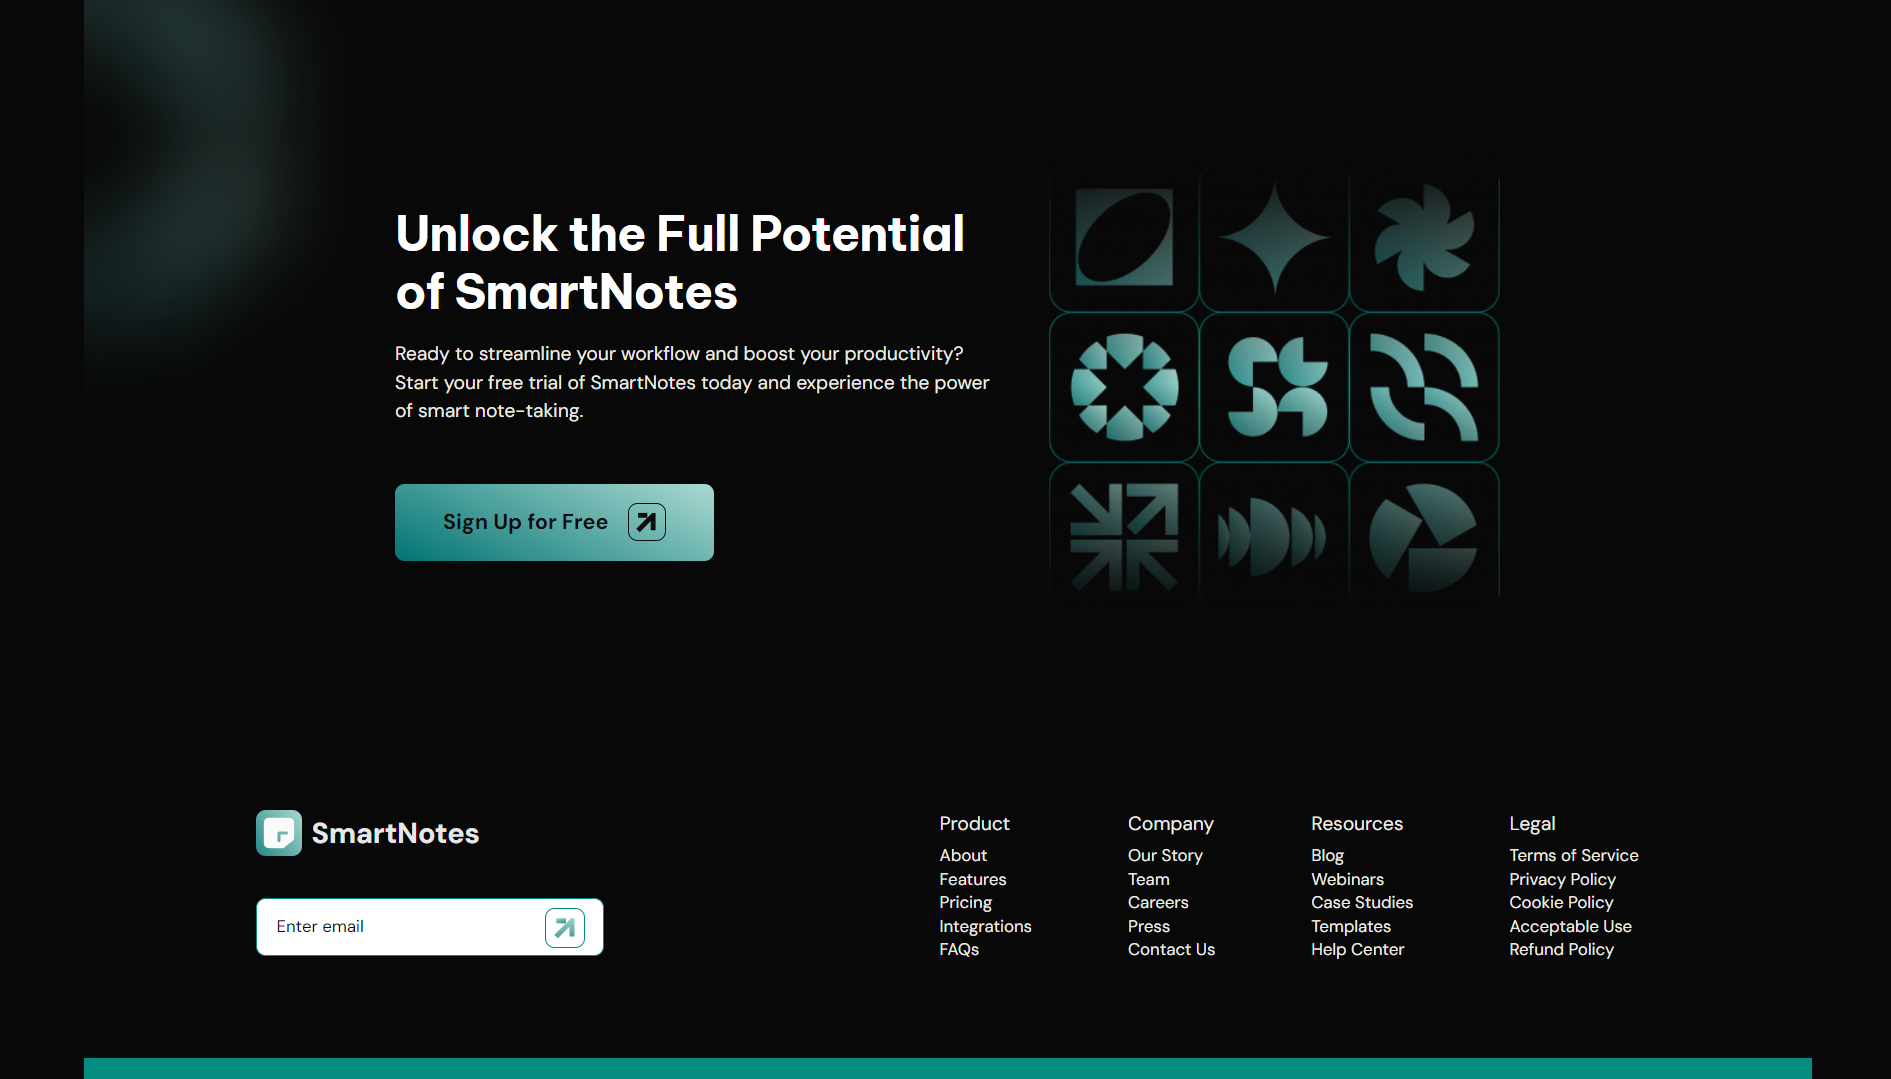 Unlock the Full Potential
of SmartNotes
Ready to streamline your workflow and boost your productivity?
Start your free trial of SmartNotes today and experience the power
of smart note-taking.
Sign Up for Free
SmartNotes
Enter email
Product
About
Features
Pricing
Integrations
FAQs
Company
Our Story
Team
Careers
Press
Contact Us
Resources
Blog
Webinars
Case Studies
Templates
Help Center
Legal
Terms of Service
Privacy Policy
Cookie Policy
Acceptable Use
Refund Policy